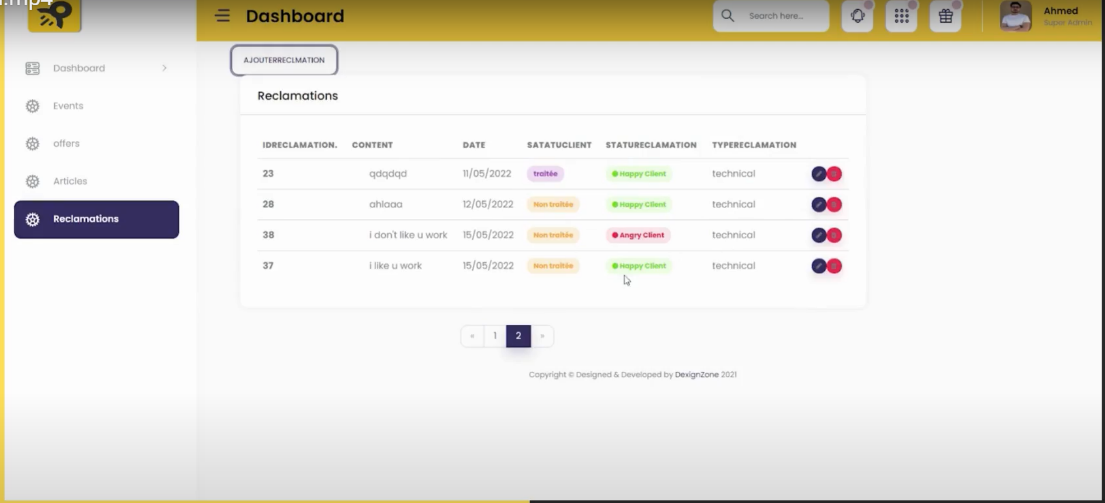 .mp4
Dashboard
Search here..
Ahmed
Super Admin
Dashboard
Events
offers
Articles
Reclamations
AJOUTERRECLMATION
Reclamations
IDRECLAMATION. CONTENT DATE SATATUCLIENT STATURECLAMATION TYPERECLAMATION
23 qdqdqd 11/05/2022 traitée Happy Client technical
28 ahlaaa 12/05/2022 Non traitée Happy Client technical
38 i don't like u work 15/05/2022 Non traitée Angry Client technical
37 i like u work 15/05/2022 Non traitée Happy Client technical
« 1 2 »
Copyright © Designed & Developed by DexignZone 2021